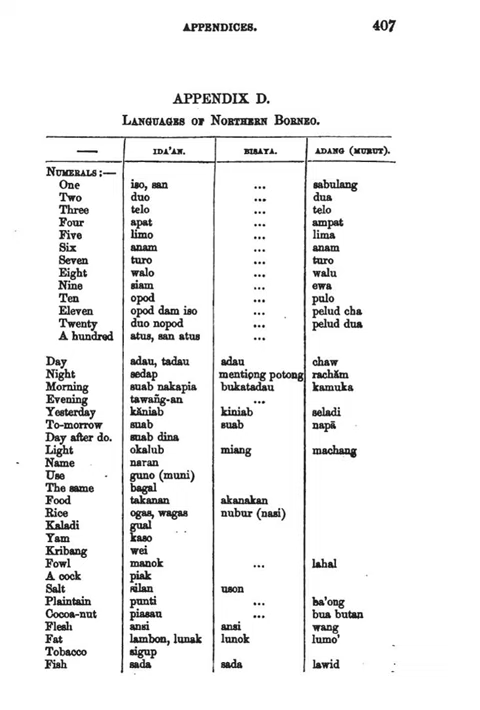 APPENDICES. 407
APPENDIX D.
LANGUAGES OF NORTHERN BORNEO.
— IDA'AN. BISAYA. ADANG (MURUT).
NUMERALS:—
One iso, san ... sabulang
Two duo ... dua
Three telo ... telo
Four apat ... ampat
Five limo ... lima
Six anam ... anam
Seven turo ... turo
Eight walo ... walu
Nine siam ... ewa
Ten opod ... pulo
Eleven opod dam iso ... pelud cha
Twenty duo nopod ... pelud dua
A hundred atus, san atus ...
Day adau, tadau adau chaw
Night sedap mentiong potong rachăm
Morning suab nakapia bukatadau kamuka
Evening tawañg-an ...
Yesterday kăniab kiniab seladi
To-morrow suab suab napā
Day after do. suab dina
Light okalub miang machang
Name naran
Use guno (muni)
The same bagal
Food takanan akanakan
Rice ogas, wagas nubur (nasi)
Kaladi gual
Yam kaso
Kribang wei
Fowl manok ... lahal
A cock piak
Salt silan uson
Plaintain punti ... ba'ong
Cocoa-nut piasau ... bua butan
Flesh ansi ansi wang
Fat lambon, lunak lunok lumo'
Tobacco sigup
Fish sada sada lawid